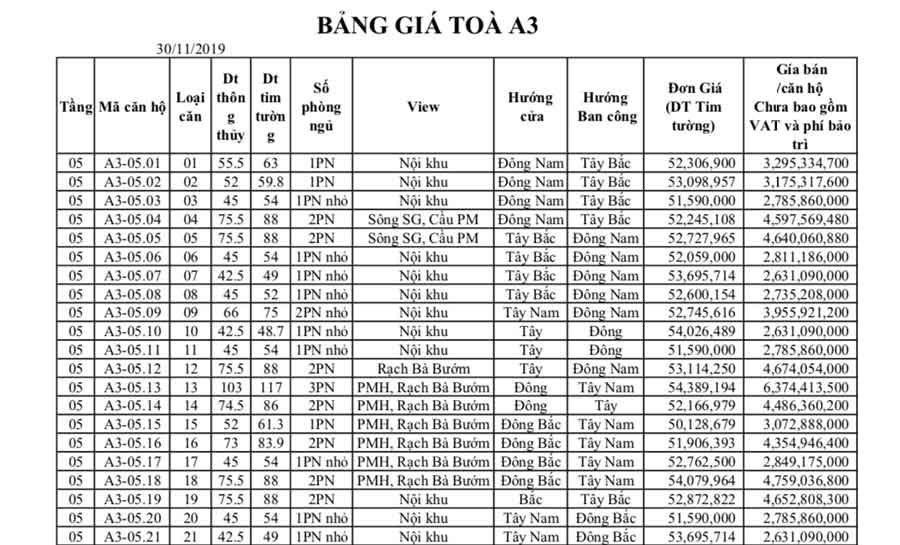 BẢNG GIÁ TOÀ A3
30/11/2019
Tầng Mã căn hộ Loại căn Dt thông thủy Dt tim tường Số phòng ngủ View Hướng cửa Hướng Ban công Đơn Giá (DT Tim tường) Gía bán /căn hộ Chưa bao gồm VAT và phí bảo trì
05 A3-05.01 01 55.5 63 1PN Nội khu Đông Nam Tây Bắc 52,306,900 3,295,334,700
05 A3-05.02 02 52 59.8 1PN Nội khu Đông Nam Tây Bắc 53,098,957 3,175,317,600
05 A3-05.03 03 45 54 1PN nhỏ Nội khu Đông Nam Tây Bắc 51,590,000 2,785,860,000
05 A3-05.04 04 75.5 88 2PN Sông SG, Cầu PM Đông Nam Tây Bắc 52,245,108 4,597,569,480
05 A3-05.05 05 75.5 88 2PN Sông SG, Cầu PM Tây Bắc Đông Nam 52,727,965 4,640,060,880
05 A3-05.06 06 45 54 1PN nhỏ Nội khu Tây Bắc Đông Nam 52,059,000 2,811,186,000
05 A3-05.07 07 42.5 49 1PN nhỏ Nội khu Tây Bắc Đông Nam 53,695,714 2,631,090,000
05 A3-05.08 08 45 52 1PN nhỏ Nội khu Tây Bắc Đông Nam 52,600,154 2,735,208,000
05 A3-05.09 09 66 75 2PN nhỏ Nội khu Tây Nam Đông Nam 52,745,616 3,955,921,200
05 A3-05.10 10 42.5 48.7 1PN nhỏ Nội khu Tây Đông 54,026,489 2,631,090,000
05 A3-05.11 11 45 54 1PN nhỏ Nội khu Tây Đông 51,590,000 2,785,860,000
05 A3-05.12 12 75.5 88 2PN Rạch Bà Bướm Tây Đông Nam 53,114,250 4,674,054,000
05 A3-05.13 13 103 117 3PN PMH, Rạch Bà Bướm Đông Tây Nam 54,389,194 6,374,413,500
05 A3-05.14 14 74.5 86 2PN PMH, Rạch Bà Bướm Đông Tây 52,166,979 4,486,360,200
05 A3-05.15 15 52 61.3 1PN PMH, Rạch Bà Bướm Đông Bắc Tây Nam 50,128,679 3,072,888,000
05 A3-05.16 16 73 83.9 2PN PMH, Rạch Bà Bướm Đông Bắc Tây Nam 51,906,393 4,354,946,400
05 A3-05.17 17 45 54 1PN nhỏ PMH, Rạch Bà Bướm Đông Bắc Tây Nam 52,762,500 2,849,175,000
05 A3-05.18 18 75.5 88 2PN PMH, Rạch Bà Bướm Đông Bắc Tây Nam 54,079,964 4,759,036,800
05 A3-05.19 19 75.5 88 2PN Nội khu Bắc Tây Bắc 52,872,822 4,652,808,300
05 A3-05.20 20 45 54 1PN nhỏ Nội khu Tây Nam Đông Bắc 51,590,000 2,785,860,000
05 A3-05.21 21 42.5 49 1PN nhỏ Nội khu Tây Nam Đông Bắc 53,695,714 2,631,090,000